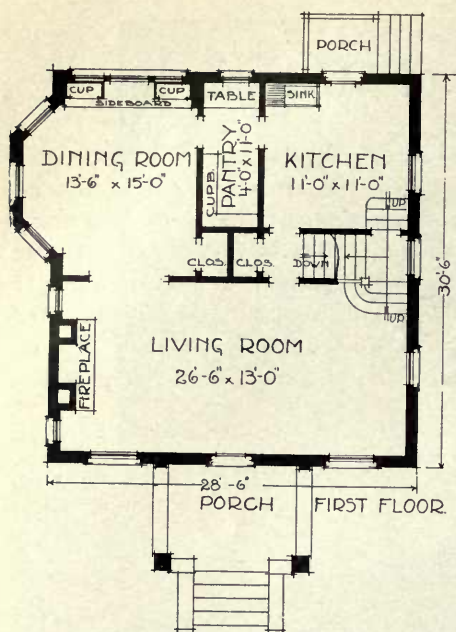 PORCH
CUP
CUP
SIDEBOARD
TABLE
SINK
DINING ROOM
13'-6" x 15'-0"
CUPB.
PANTRY
4'-0" x 11'-0"
KITCHEN
11'-0" x 11'-0"
UP
CLOS.
CLOS.
DOWN
30'-6"
UP
LIVING ROOM
26'-6" x 13'-0"
FIREPLACE
28'-6"
PORCH
FIRST FLOOR.